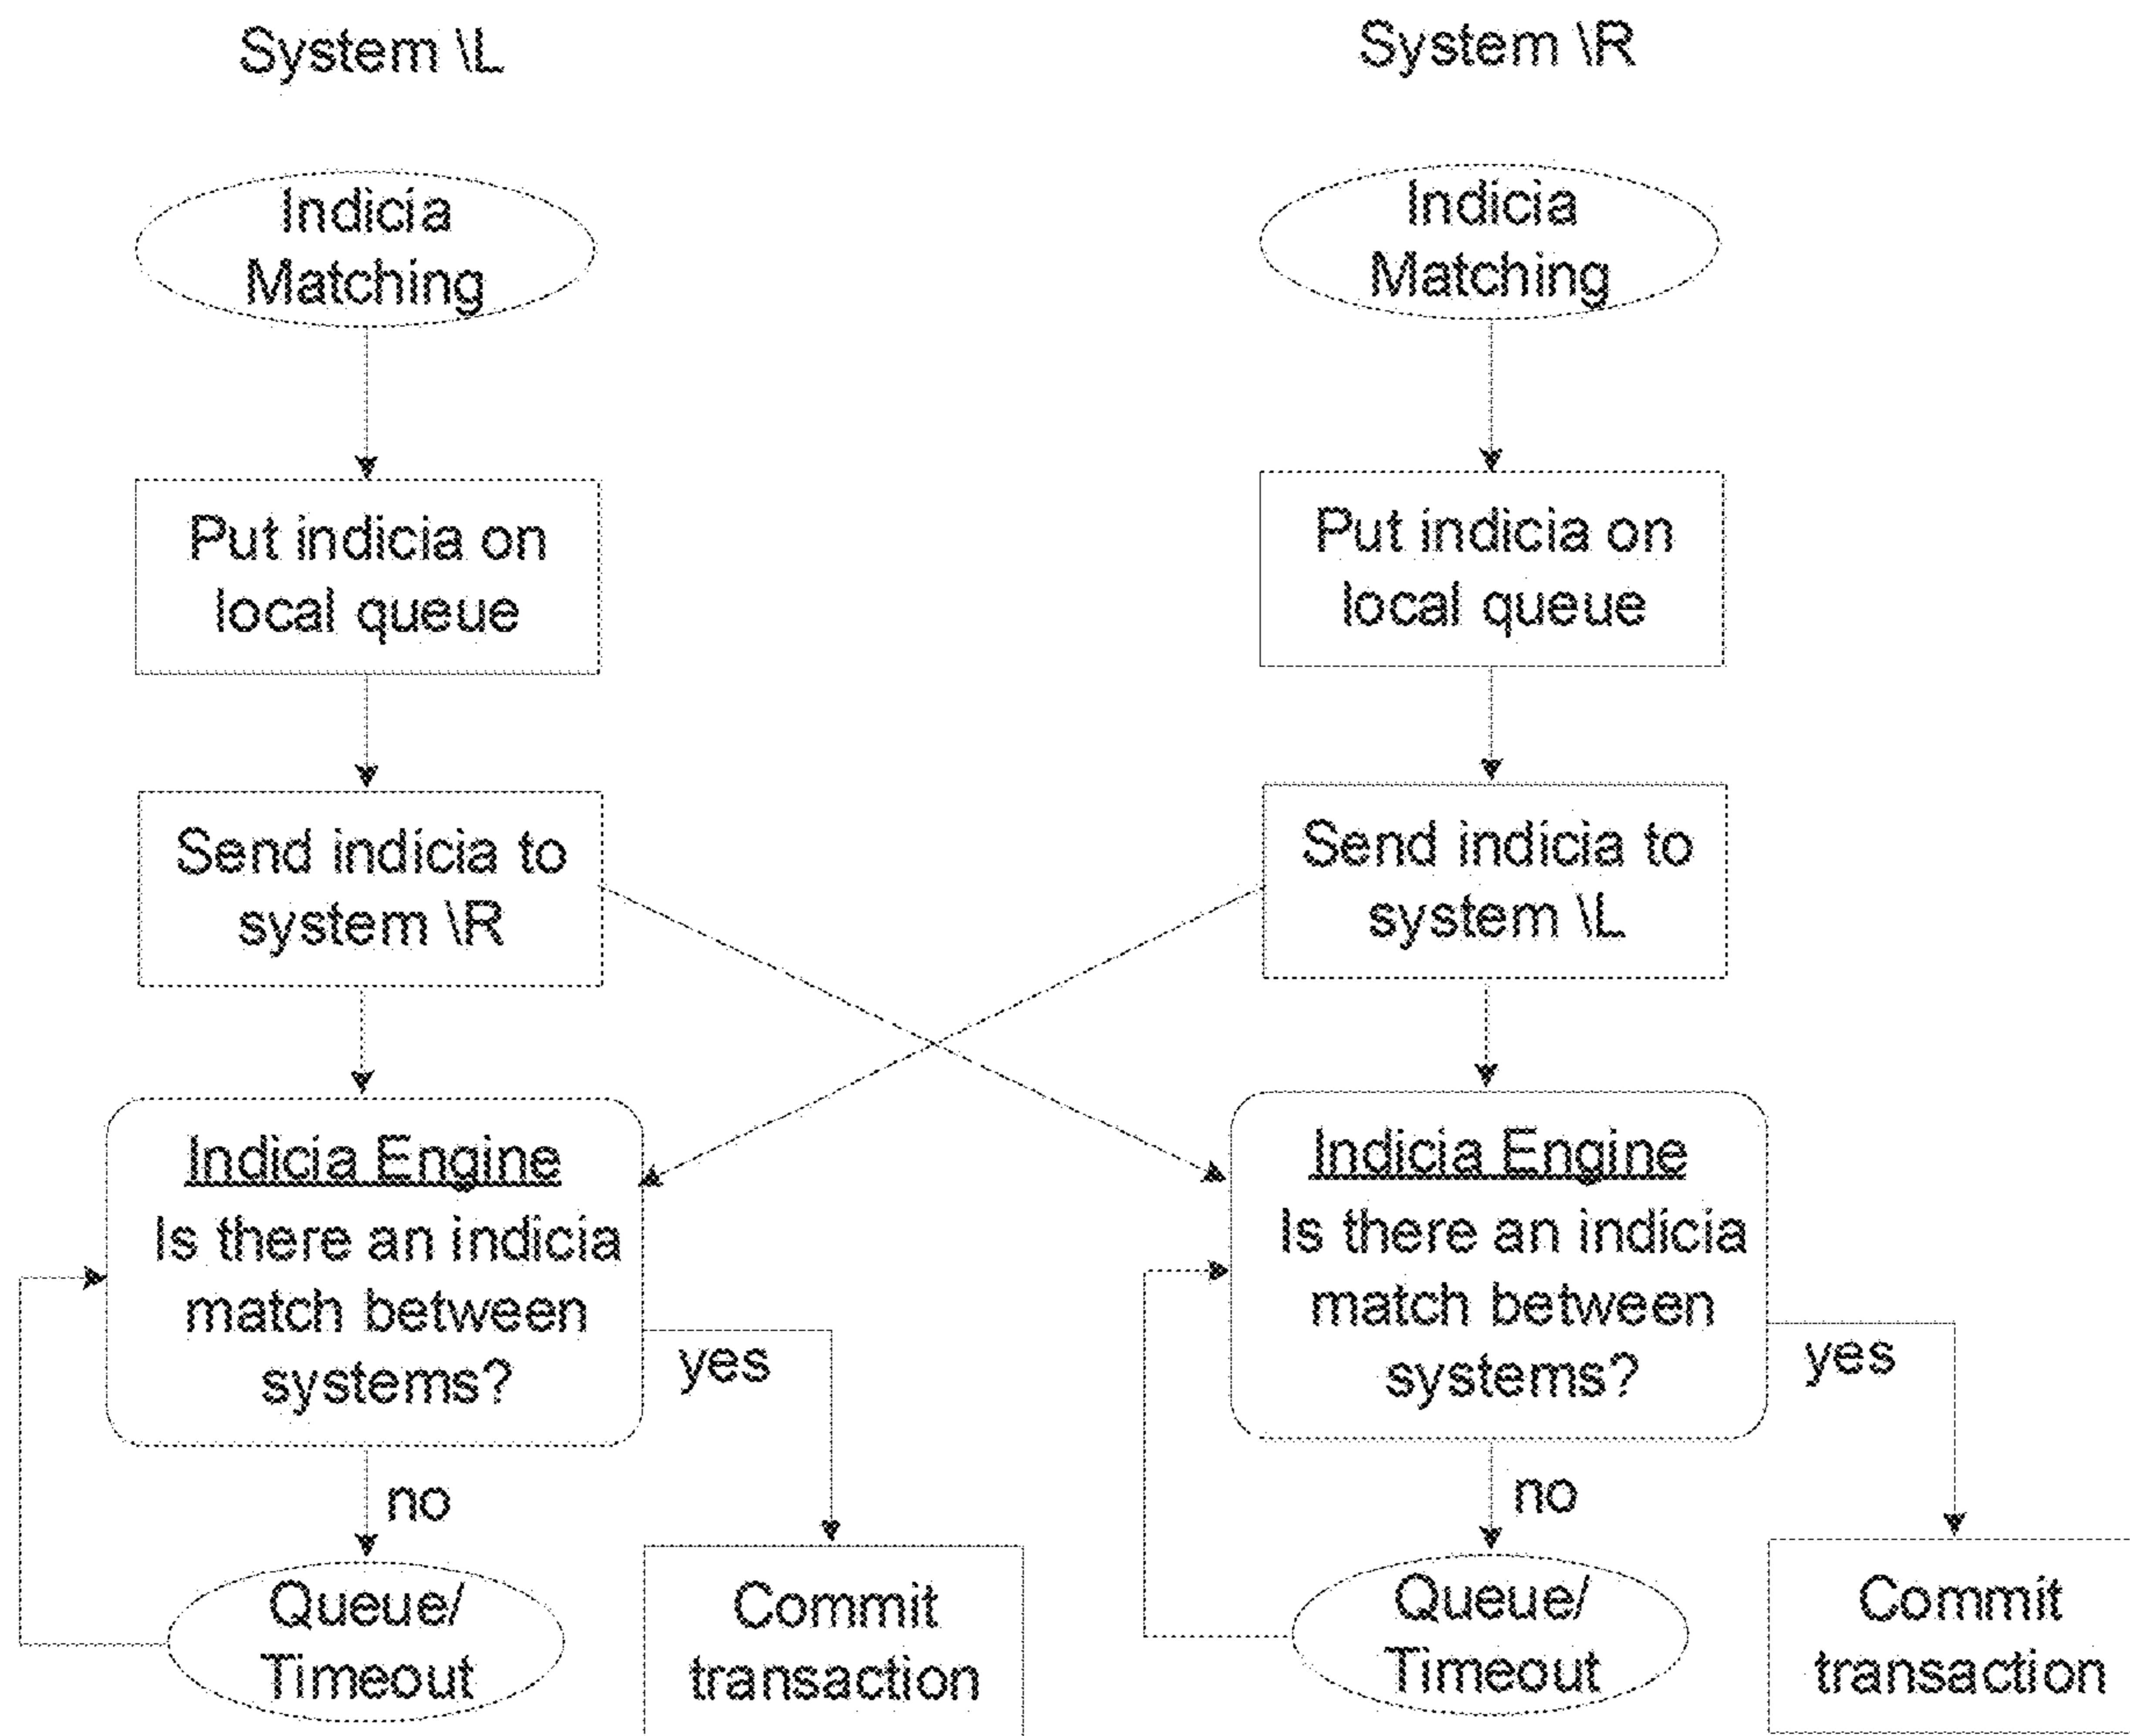 System \L
Indicia
Matching
Put indicia on
local queue
Send indicia to
system \R
Indicia Engine
Is there an indicia
match between
systems?
yes
no
Queue/
Timeout
Commit
transaction
System \R
Indicia
Matching
Put indicia on
local queue
Send indicia to
system \L
Indicia Engine
Is there an indicia
match between
systems?
yes
no
Queue/
Timeout
Commit
transaction